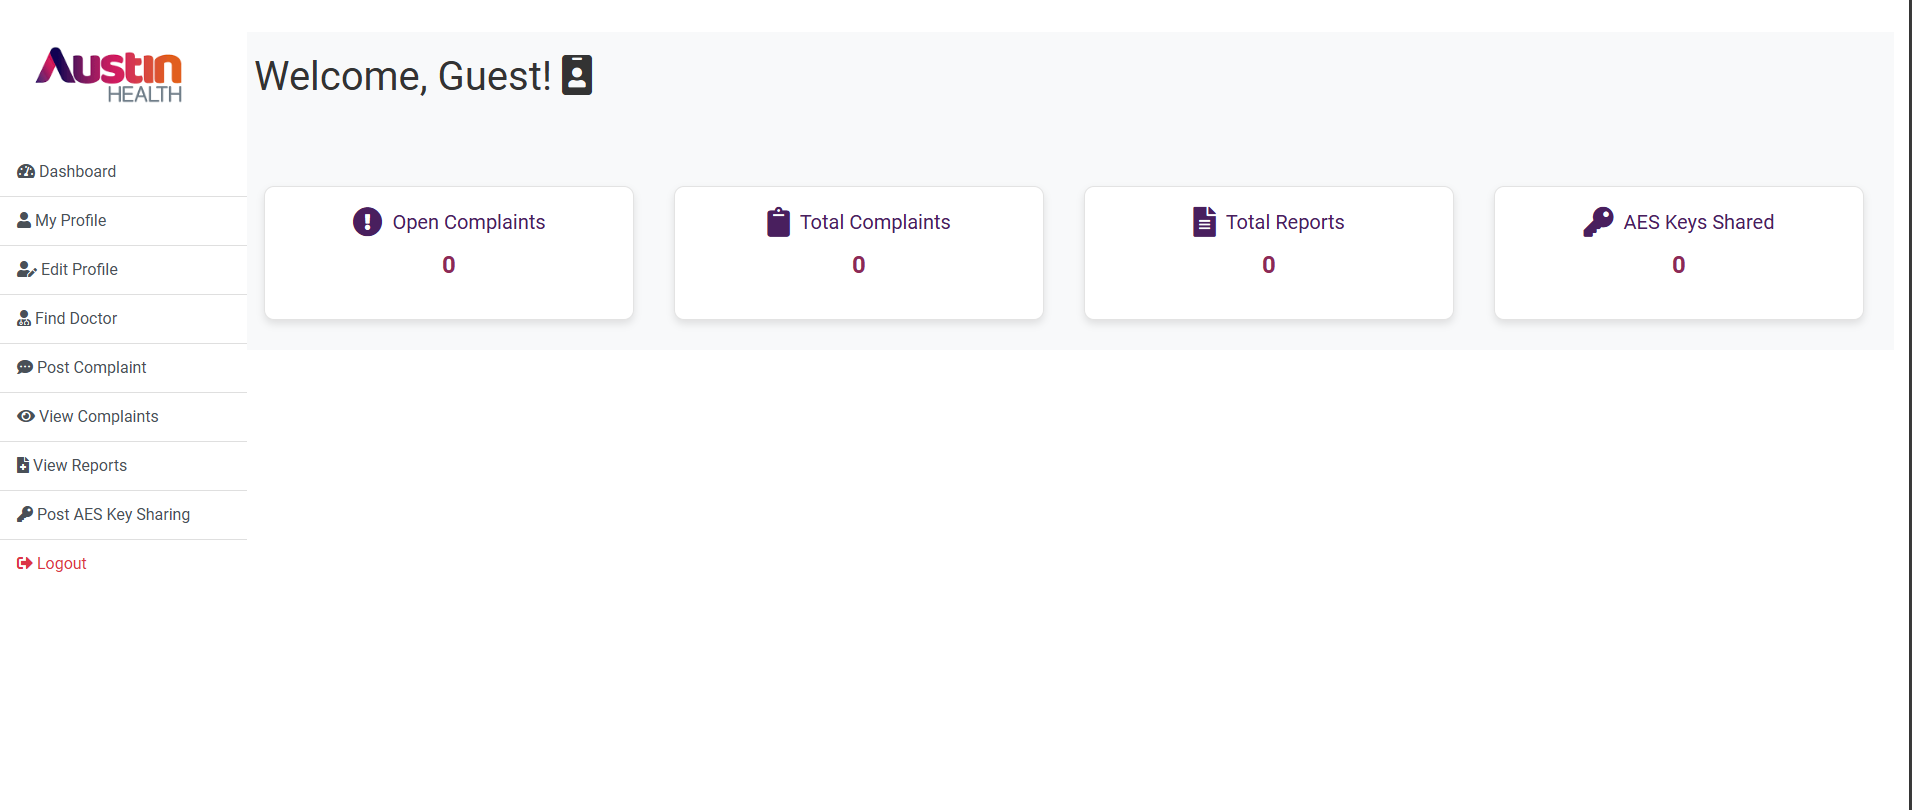 Austin
HEALTH
Dashboard
My Profile
Edit Profile
Find Doctor
Post Complaint
View Complaints
View Reports
Post AES Key Sharing
Logout
Welcome, Guest!
Open Complaints
0
Total Complaints
0
Total Reports
0
AES Keys Shared
0